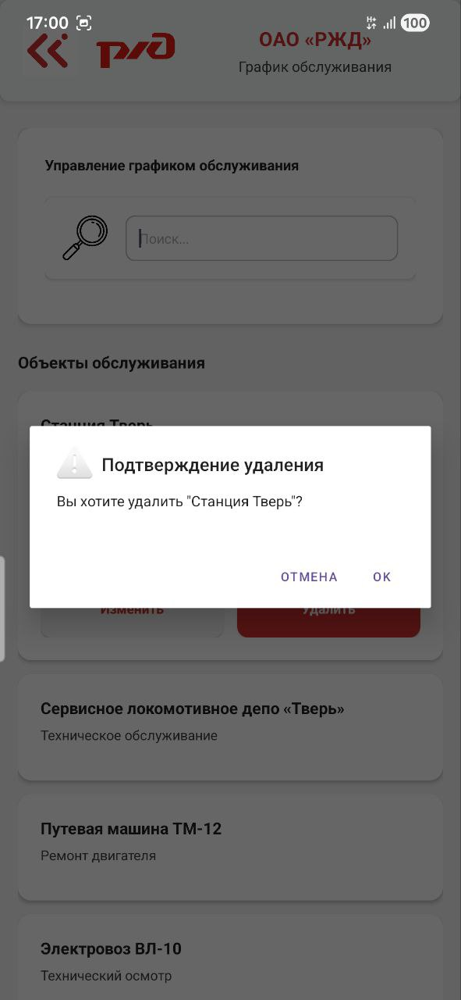 17:00
H+
100
РЖД
ОАО «РЖД»
График обслуживания
Управление графиком обслуживания
Поиск...
Объекты обслуживания
Станция Тверь
Подтверждение удаления
Вы хотите удалить "Станция Тверь"?
ОТМЕНА OK
Изменить Удалить
Сервисное локомотивное депо «Тверь»
Техническое обслуживание
Путевая машина ТМ-12
Ремонт двигателя
Электровоз ВЛ-10
Технический осмотр